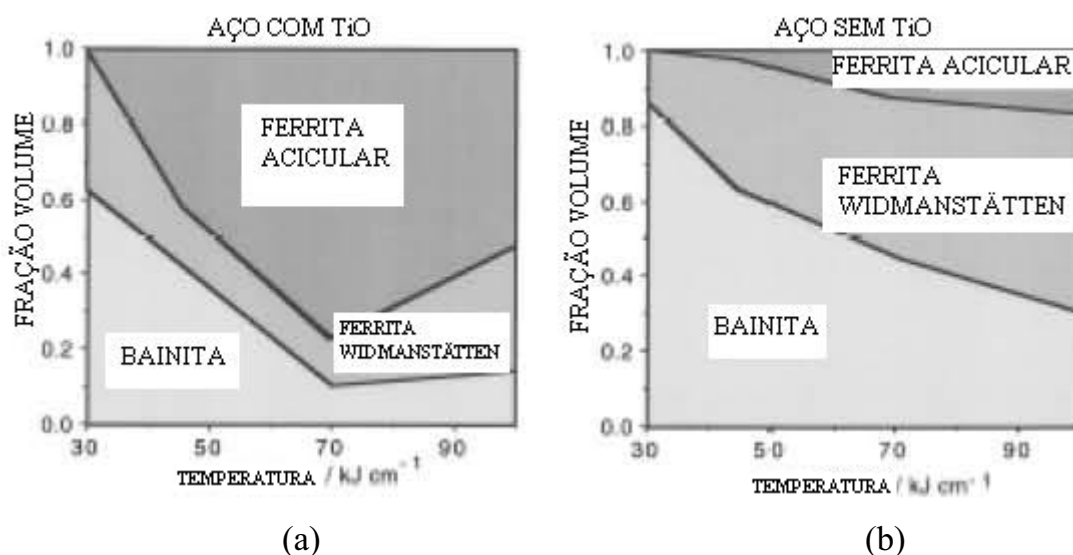 AÇO COM TiO
FRAÇÃO VOLUME
1.0
0.8
0.6
0.4
0.2
0.0
FERRITA
ACICULAR
BAINITA
FERRITA
WIDMANSTÄTTEN
30
50
70
90
TEMPERATURA / kJ cm⁻¹
(a)
AÇO SEM TiO
FRAÇÃO VOLUME
1.0
0.8
0.6
0.4
0.2
0.0
FERRITA ACICULAR
FERRITA
WIDMANSTÄTTEN
BAINITA
30
50
70
90
TEMPERATURA / kJ cm⁻¹
(b)